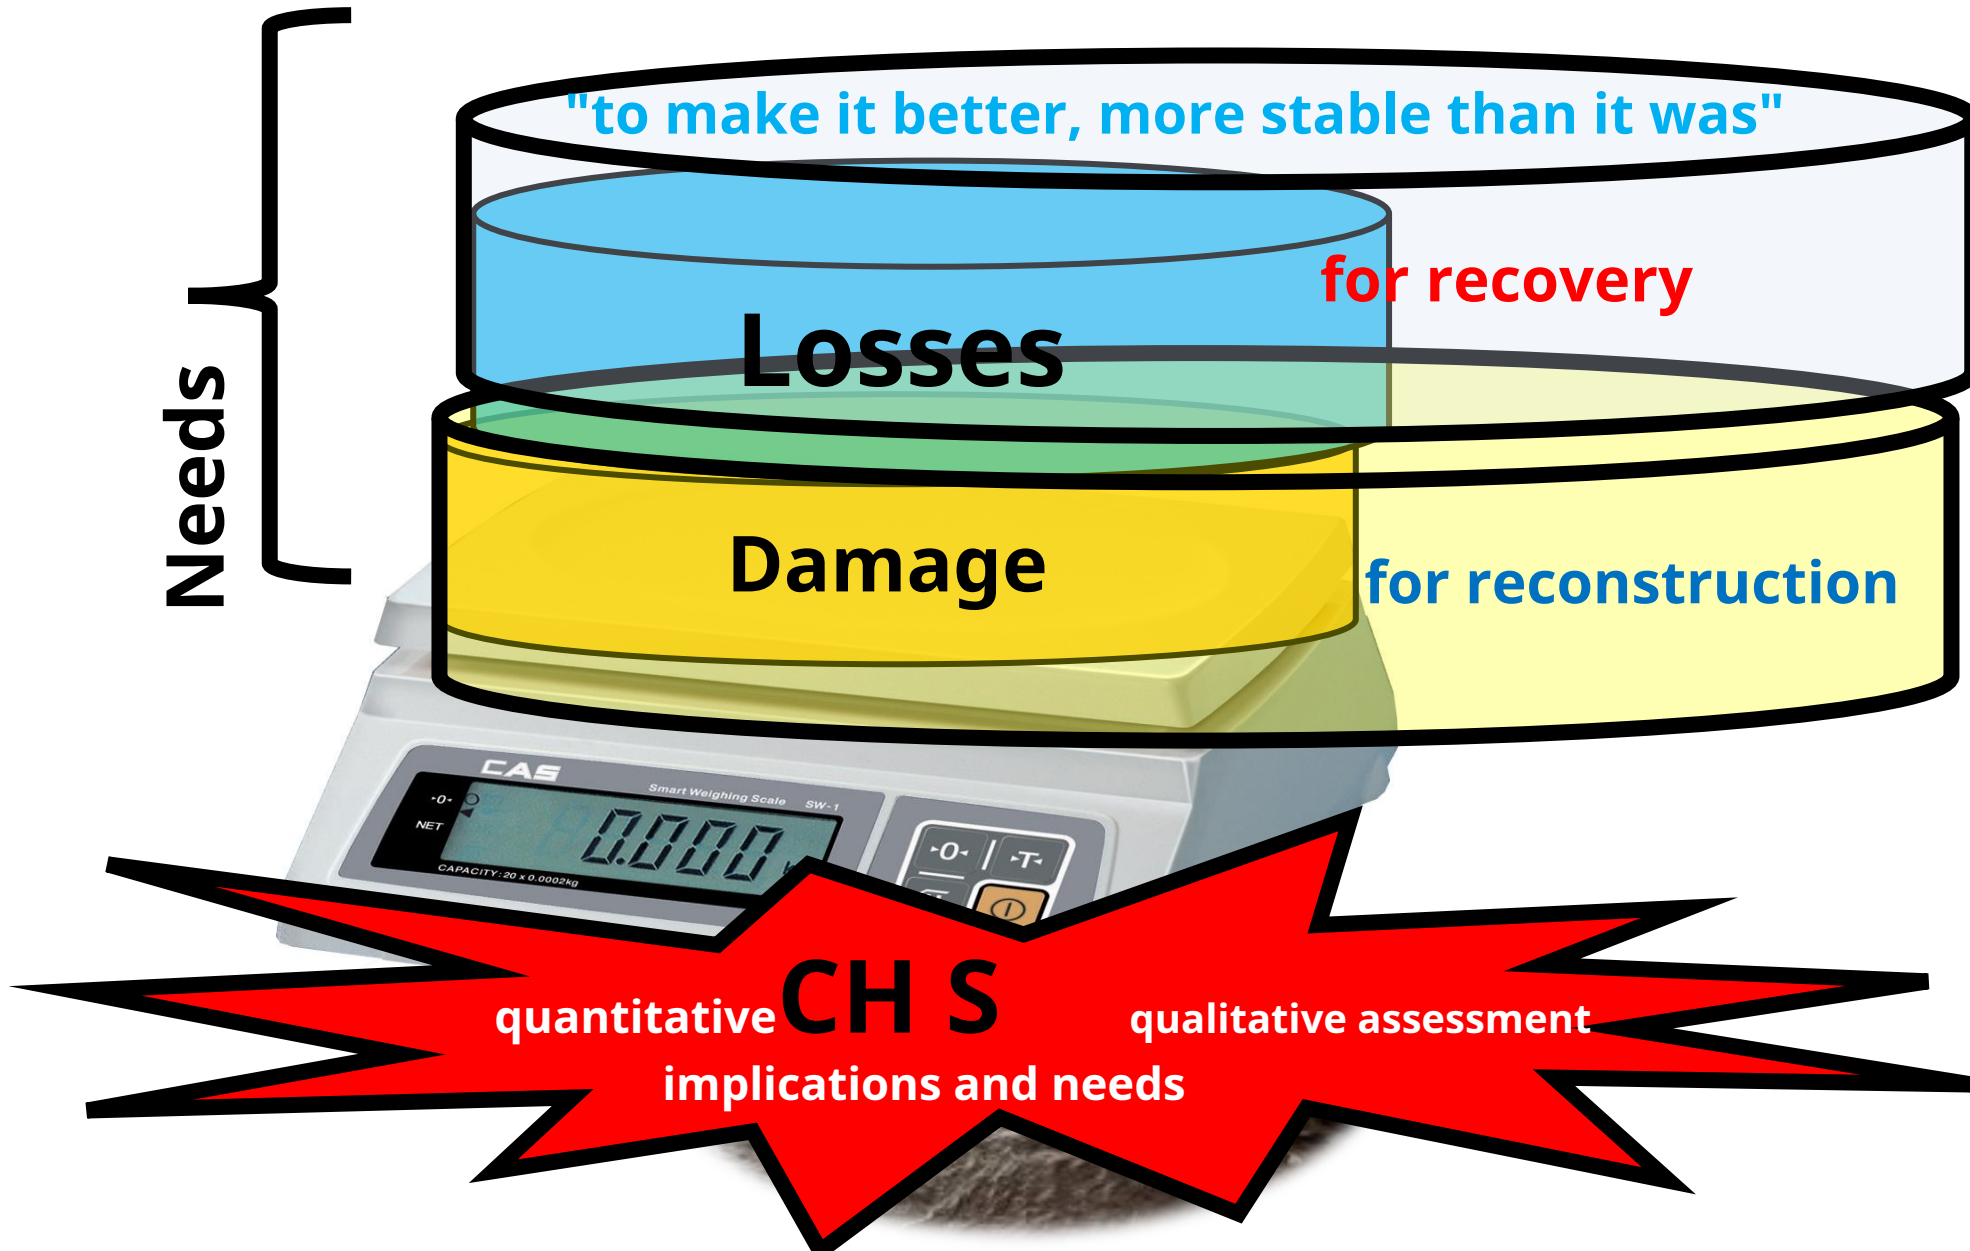 "to make it better, more stable than it was"
for recovery
Losses
Needs
Damage
for reconstruction
CAS
Smart Weighing Scale SW-1
0
NET
0.000
CAPACITY: 20 x 0.0002kg
0 T
CH S
quantitative qualitative assessment
implications and needs